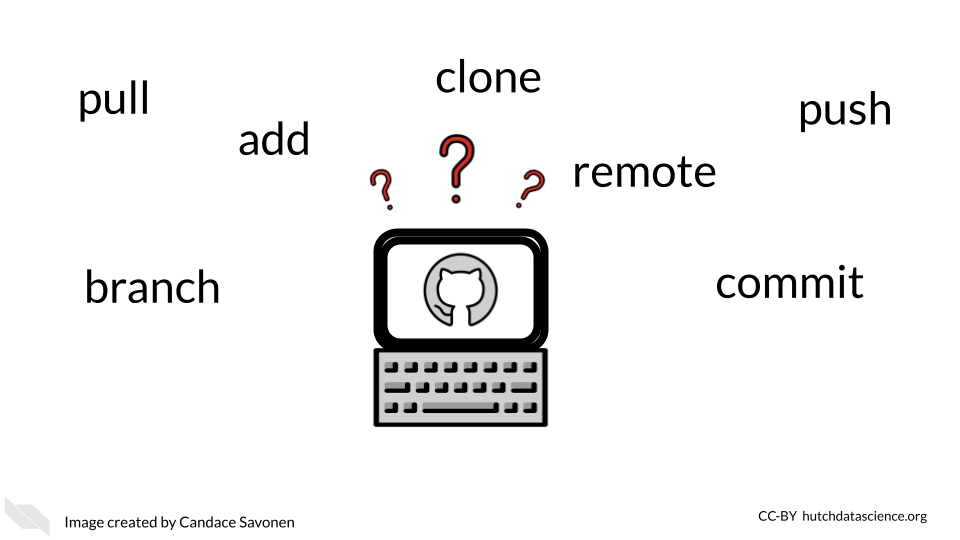 clone
pull
push
add
remote
branch
commit
Image created by Candace Savonen
CC-BY hutchdatascience.org